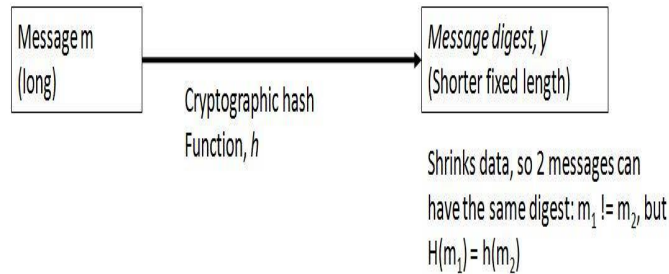 Message m
(long)
Cryptographic hash
Function, h
Message digest, y
(Shorter fixed length)
Shrinks data, so 2 messages can
have the same digest: m₁ != m₂, but
H(m₁) = h(m₂)